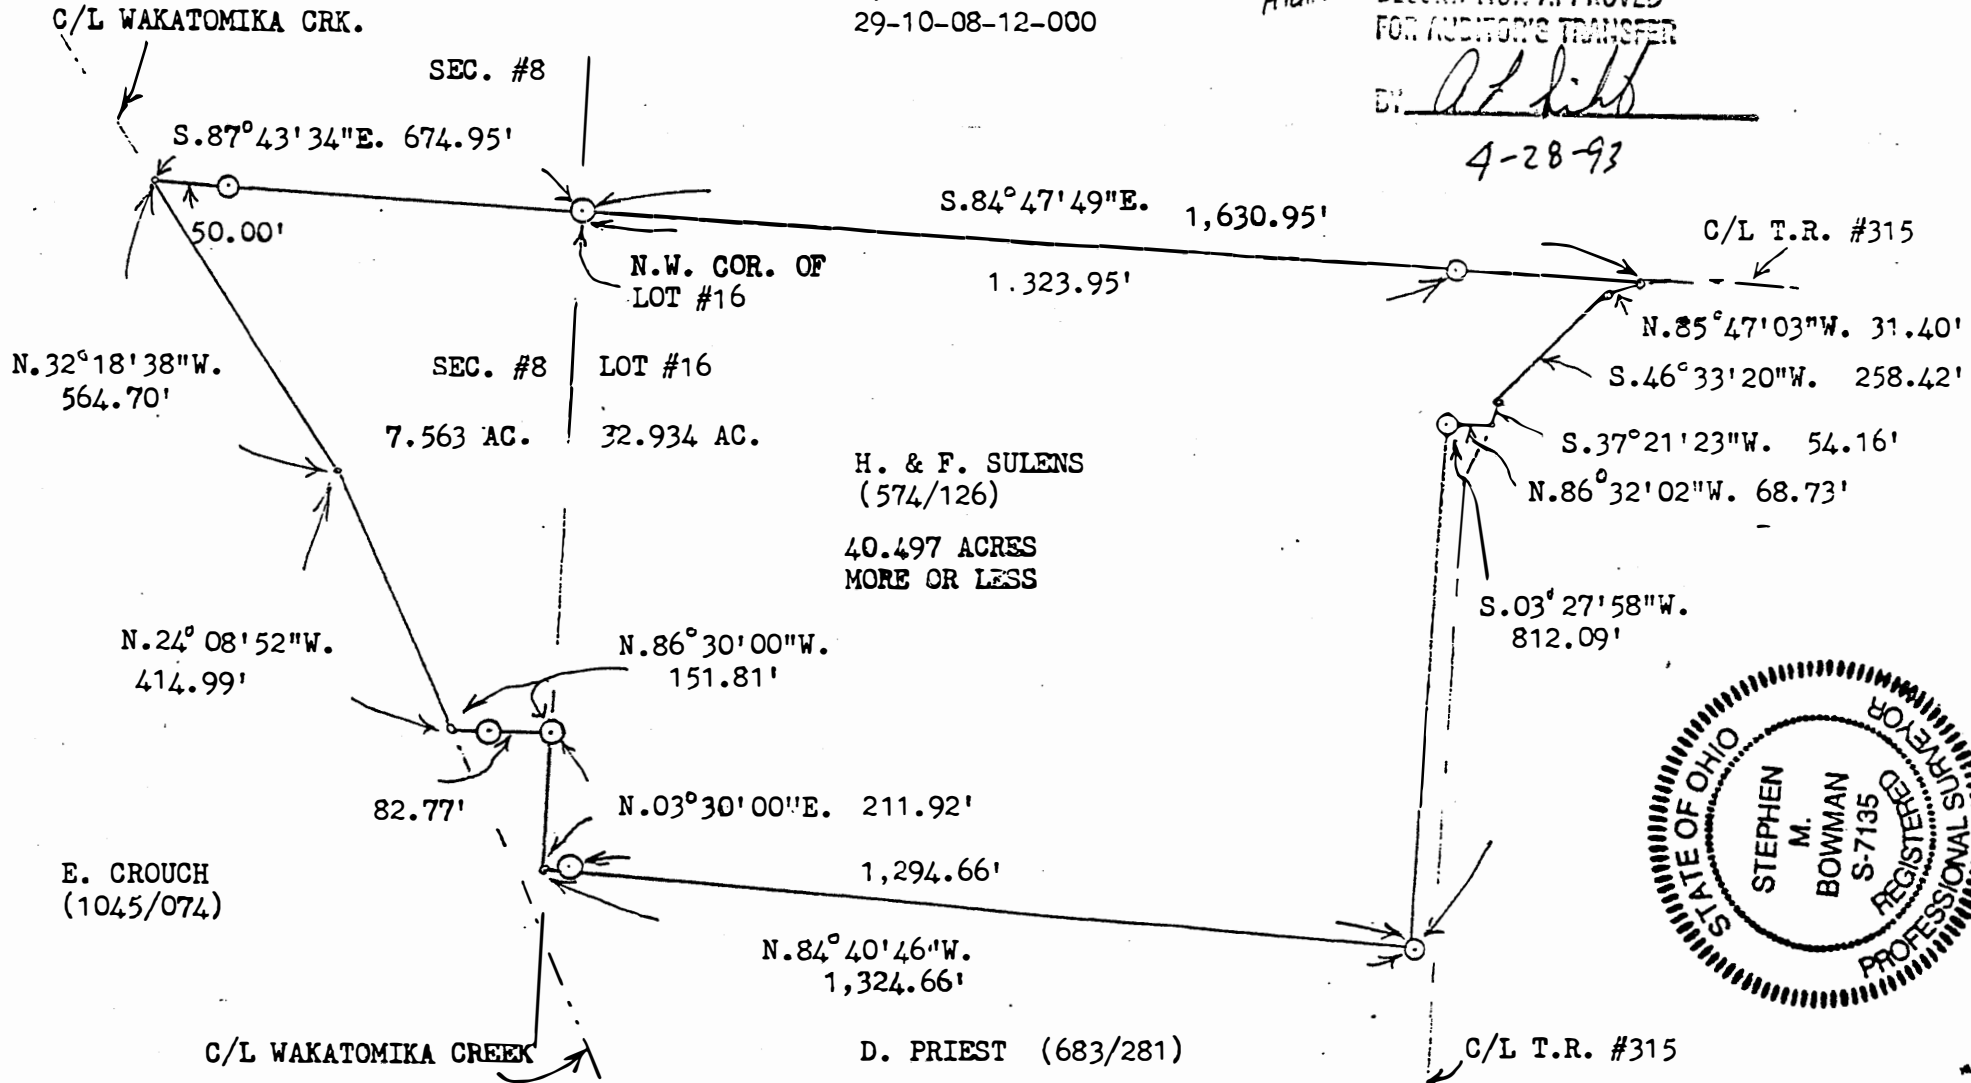 C/L WAKATOMIKA CRK.
29-10-08-12-000
APPROVED
FOR AUDITOR'S TRANSFER
BY
4-28-93
SEC. #8
S.87°43'34"E. 674.95'
50.00'
S.84°47'49"E. 1,630.95'
1.323.95'
C/L T.R. #315
N.W. COR. OF
LOT #16
N.85°47'03"W. 31.40'
S.46°33'20"W. 258.42'
S.37°21'23"W. 54.16'
N.86°32'02"W. 68.73'
N.32°18'38"W.
564.70'
SEC. #8 LOT #16
7.563 AC. 32.934 AC.
H. & F. SULENS
(574/126)
40.497 ACRES
MORE OR LESS
S.03°27'58"W.
812.09'
N.24°08'52"W.
414.99'
N.86°30'00"W.
151.81'
82.77'
N.03°30'00"E. 211.92'
1,294.66'
E. CROUCH
(1045/074)
N.84°40'46"W.
1,324.66'
C/L WAKATOMIKA CREEK
D. PRIEST (683/281)
C/L T.R. #315
STATE OF OHIO
STEPHEN
M.
BOWMAN
S-7135
REGISTERED
PROFESSIONAL SURVEYOR